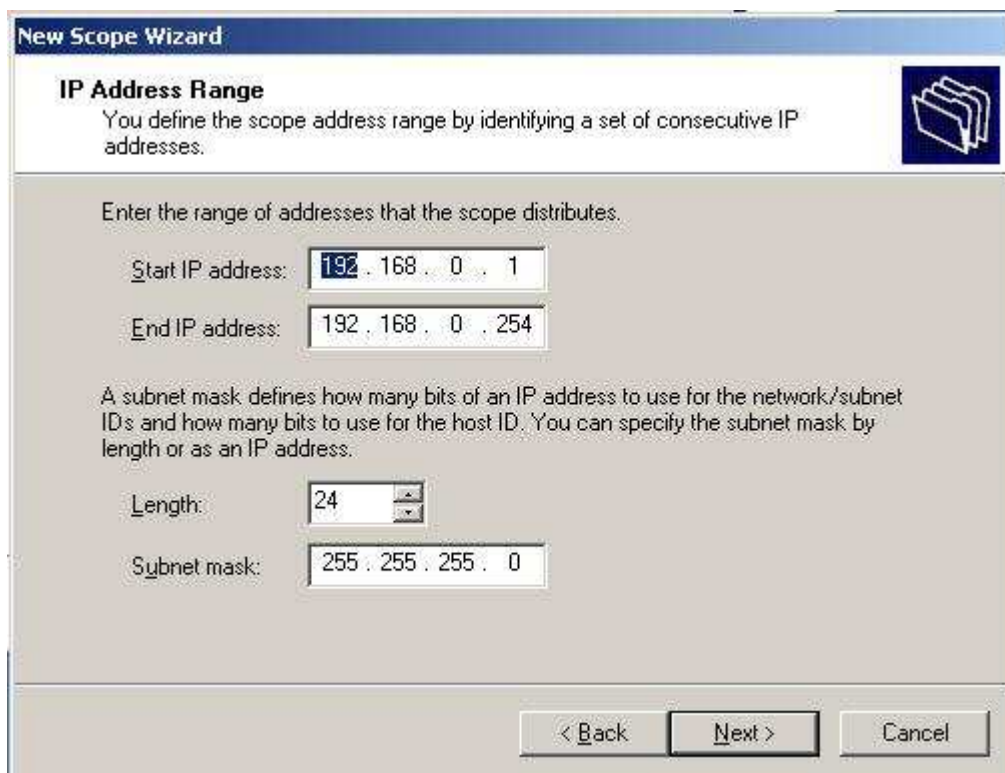 New Scope Wizard
IP Address Range
You define the scope address range by identifying a set of consecutive IP
addresses.
Enter the range of addresses that the scope distributes.
Start IP address: 192 . 168 . 0 . 1
End IP address: 192 . 168 . 0 . 254
A subnet mask defines how many bits of an IP address to use for the network/subnet
IDs and how many bits to use for the host ID. You can specify the subnet mask by
length or as an IP address.
Length: 24
Subnet mask: 255 . 255 . 255 . 0
< Back Next > Cancel